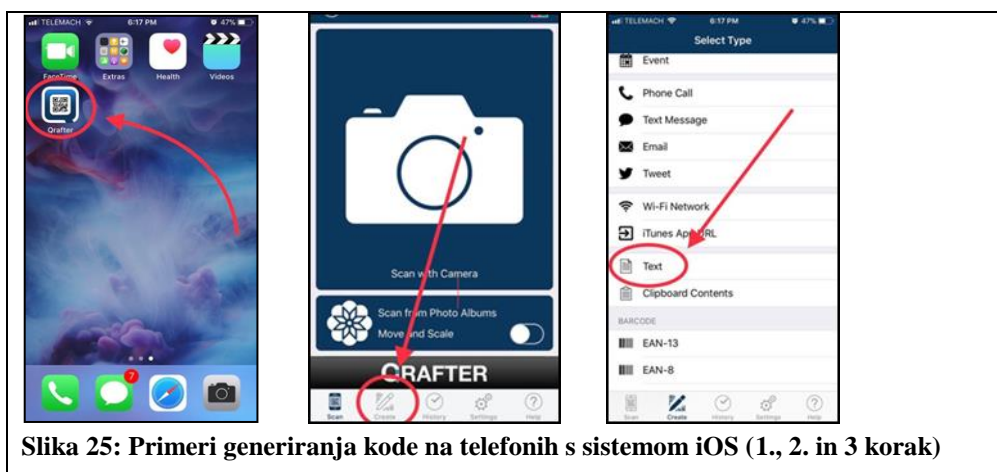 TELEMACH 6:17 PM 47%
FaceTime Extras Health Videos
Qrafter
7
Scan with Camera
Scan from Photo Albums
Move and Scale
QRAFTER
Scan Create History Settings Help
TELEMACH 6:17 PM 47%
Select Type
Event
Phone Call
Text Message
Email
Tweet
Wi-Fi Network
iTunes App URL
Text
Clipboard Contents
BARCODE
EAN-13
EAN-8
Scan Create History Settings Help
Slika 25: Primeri generiranja kode na telefonih s sistemom iOS (1., 2. in 3 korak)